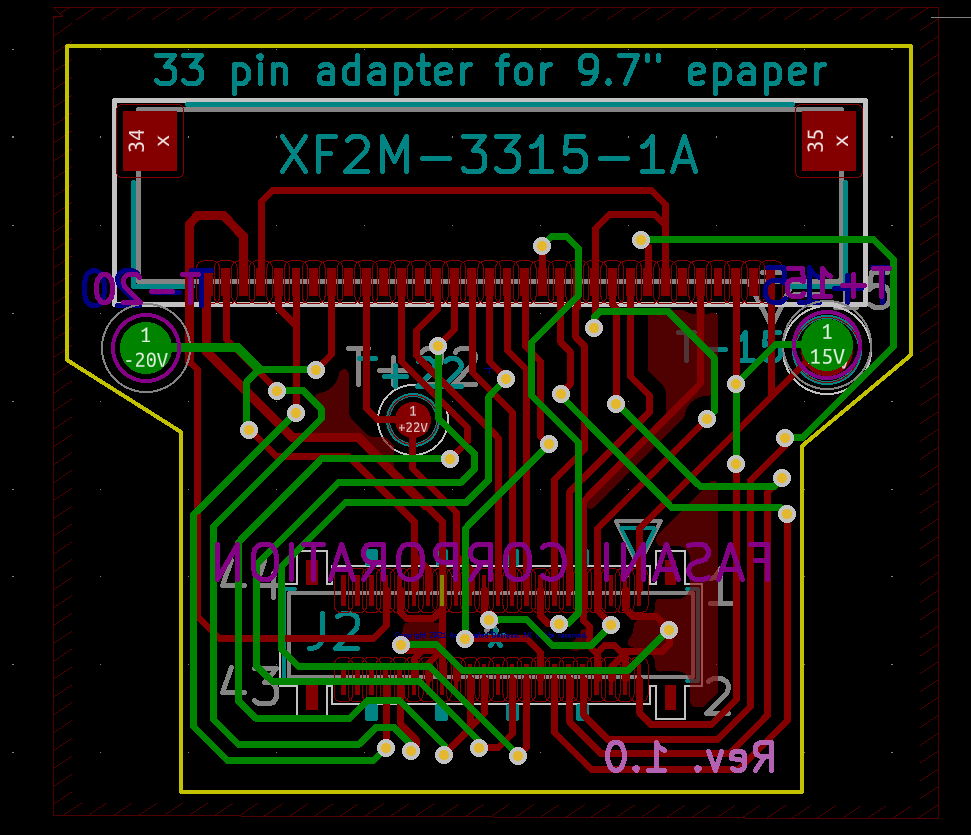 33 pin adapter for 9.7" epaper
34
x
35
x
XF2M-3315-1A
T-20
T+15
1
-20V
T+22
T-15
1
15V
1
+22V
FASANI CORPORATION
44
1
J2
43
2
Rev. 1.0